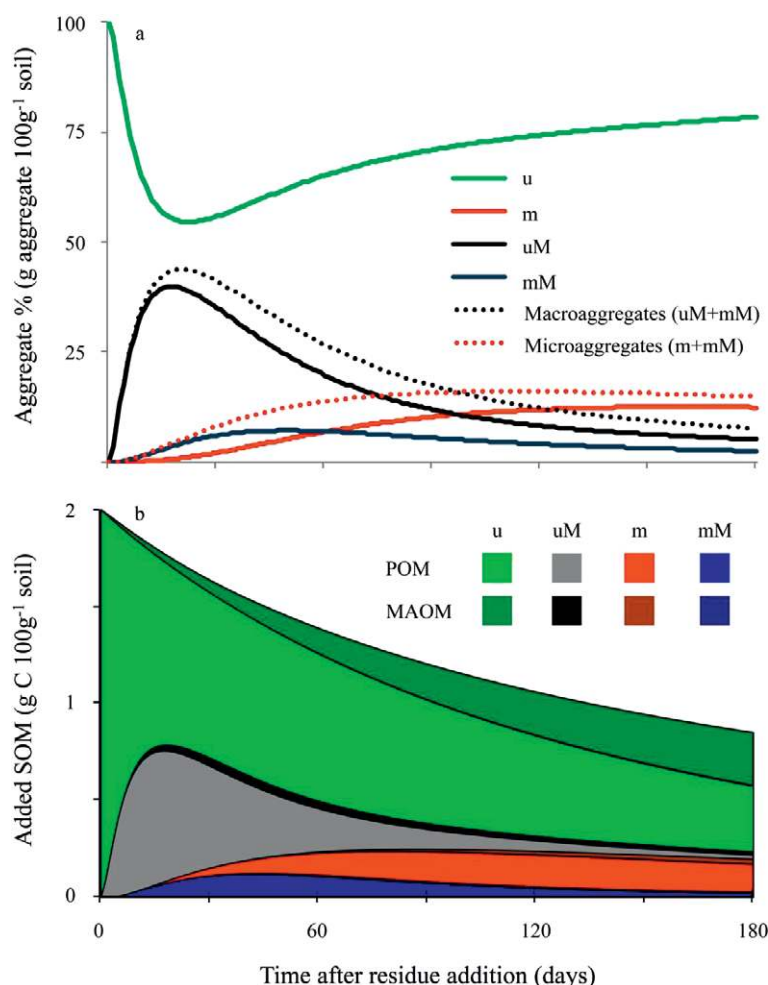 a
Aggregate % (g aggregate 100g⁻¹ soil)
100
75
50
25
u
m
uM
mM
Macroaggregates (uM+mM)
Microaggregates (m+mM)
b
Added SOM (g C 100g⁻¹ soil)
2
1
0
u uM m mM
POM
MAOM
0 60 120 180
Time after residue addition (days)